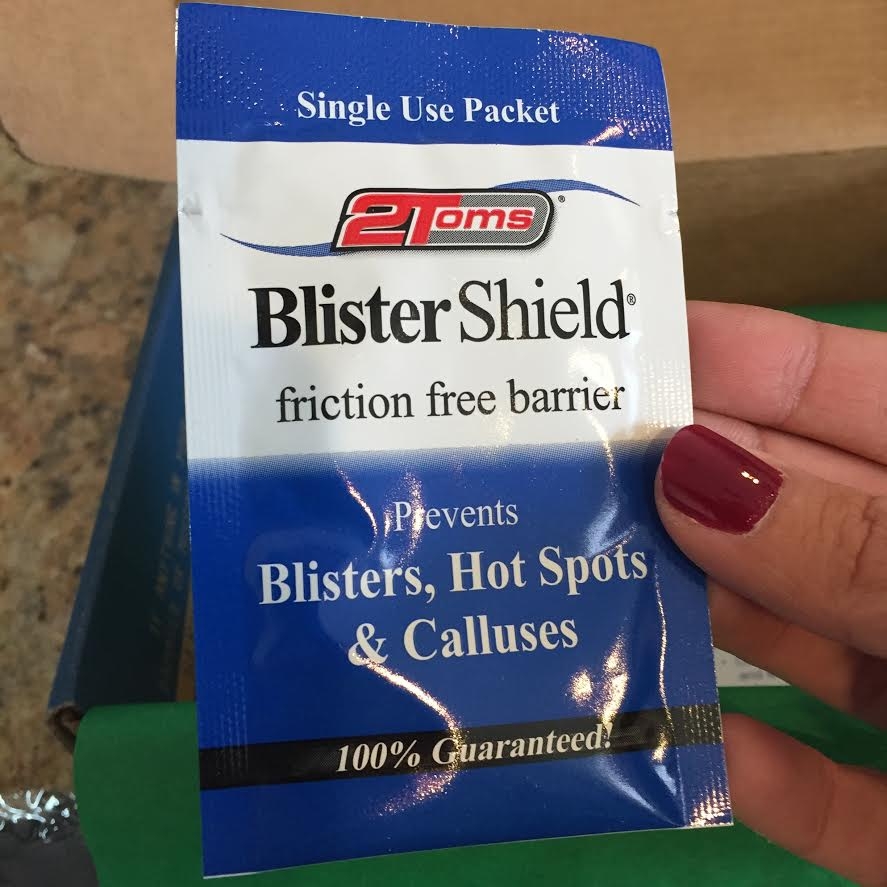 Single Use Packet
2Toms®
BlisterShield®
friction free barrier
Prevents
Blisters, Hot Spots
& Calluses
100% Guaranteed!